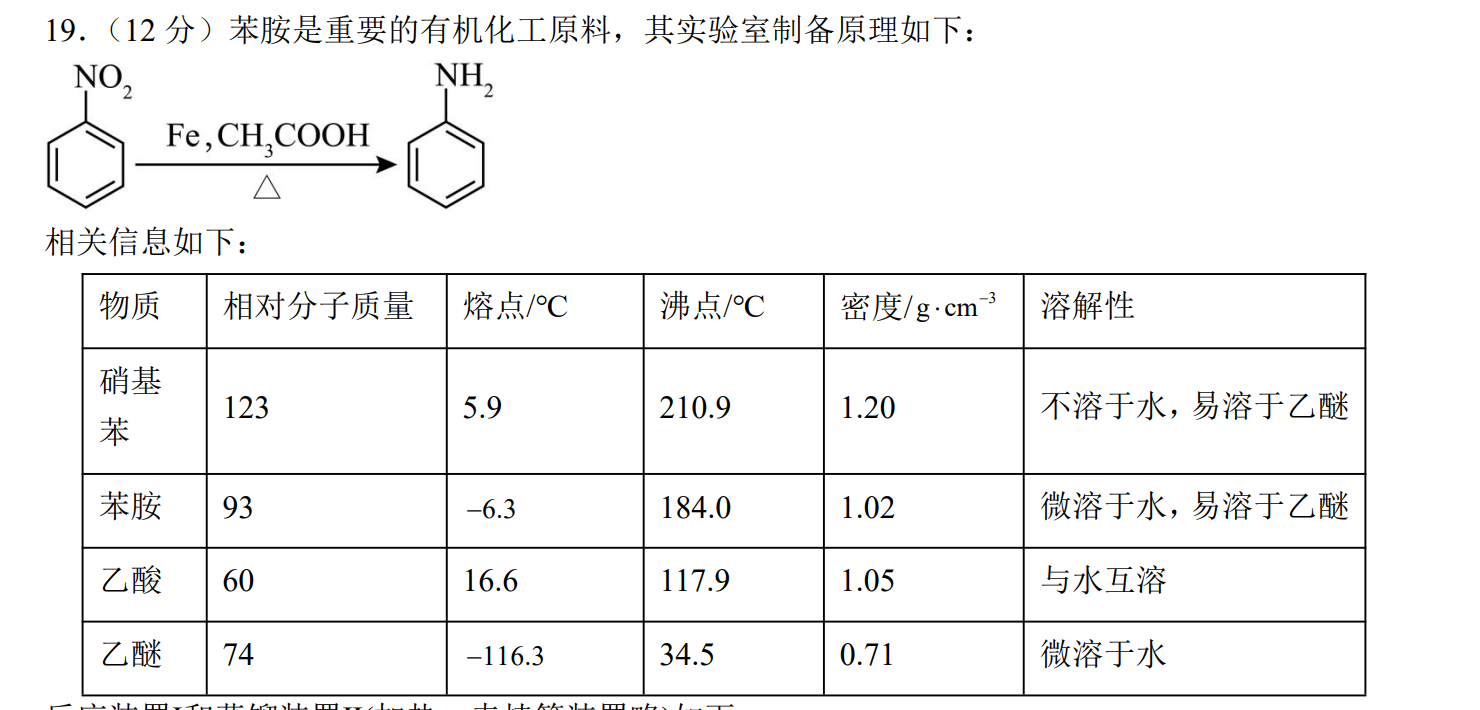 19.（12 分）苯胺是重要的有机化工原料，其实验室制备原理如下：
NO2 NH2
Fe,CH3COOH
△
相关信息如下：
物质 相对分子质量 熔点/℃ 沸点/℃ 密度/g·cm⁻³ 溶解性
硝基
苯 123 5.9 210.9 1.20 不溶于水，易溶于乙醚
苯胺 93 –6.3 184.0 1.02 微溶于水，易溶于乙醚
乙酸 60 16.6 117.9 1.05 与水互溶
乙醚 74 –116.3 34.5 0.71 微溶于水